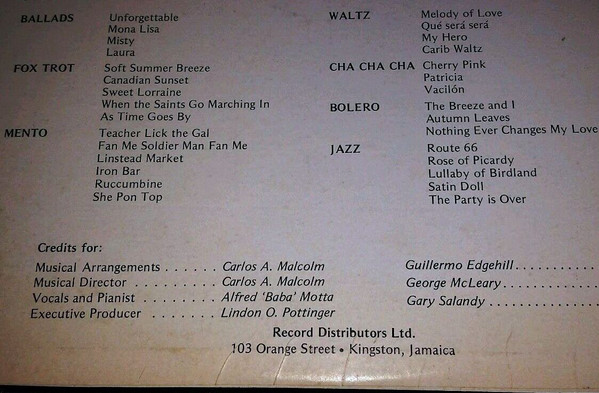 BALLADS Unforgettable
Mona Lisa
Misty
Laura
FOX TROT Soft Summer Breeze
Canadian Sunset
Sweet Lorraine
When the Saints Go Marching In
As Time Goes By
MENTO Teacher Lick the Gal
Fan Me Soldier Man Fan Me
Linstead Market
Iron Bar
Ruccumbine
She Pon Top
WALTZ Melody of Love
Qué será será
My Hero
Carib Waltz
CHA CHA CHA Cherry Pink
Patricia
Vacilón
BOLERO The Breeze and I
Autumn Leaves
Nothing Ever Changes My Love
JAZZ Route 66
Rose of Picardy
Lullaby of Birdland
Satin Doll
The Party is Over
Credits for:
Musical Arrangements . . . . . . Carlos A. Malcolm
Musical Director . . . . . . . . . Carlos A. Malcolm
Vocals and Pianist . . . . . . . . Alfred 'Baba' Motta
Executive Producer . . . . . . . Lindon O. Pottinger
Guillermo Edgehill . . . . . . . . . . .
George McLeary . . . . . . . . . . . .
Gary Salandy . . . . . . . . . . . . . .
Record Distributors Ltd.
103 Orange Street • Kingston, Jamaica